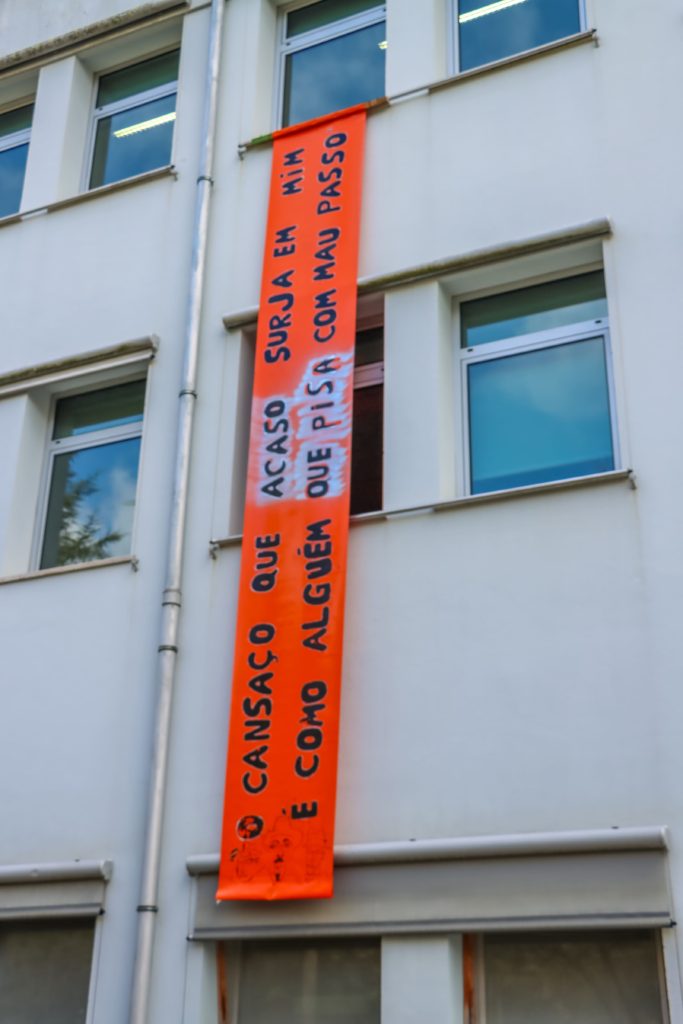 O CANSAÇO QUE ACASO SURJA EM MIM
É COMO ALGUÉM QUE PISA COM MAU PASSO